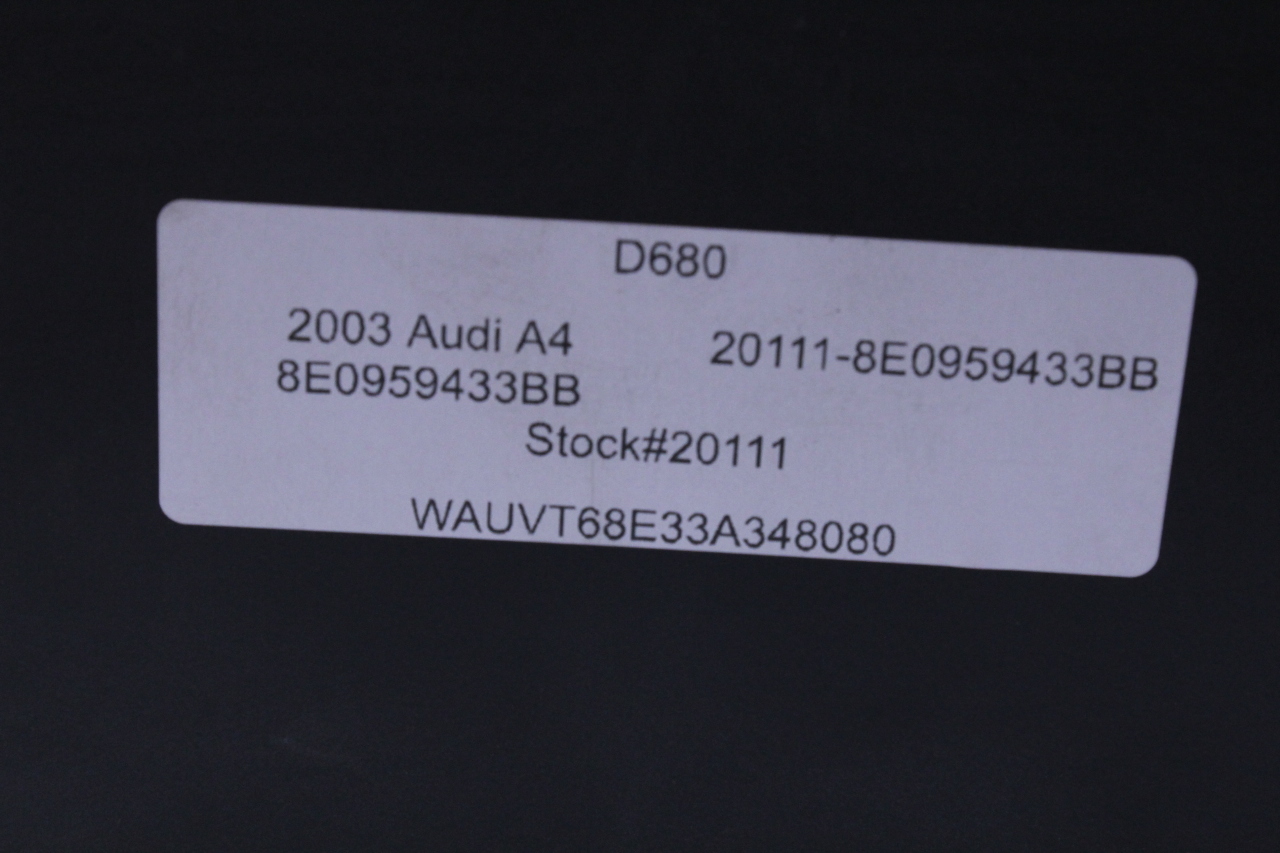 D680
2003 Audi A4
8E0959433BB
20111-8E0959433BB
Stock#20111
WAUVT68E33A348080